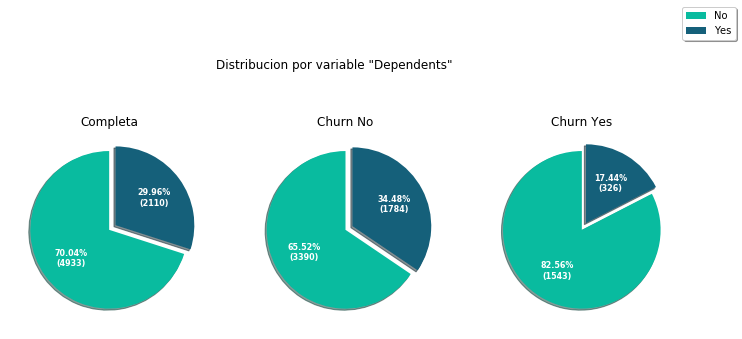 No
Yes
Distribucion por variable "Dependents"
Completa
29.96%
(2110)
70.04%
(4933)
Churn No
34.48%
(1784)
65.52%
(3390)
Churn Yes
17.44%
(326)
82.56%
(1543)